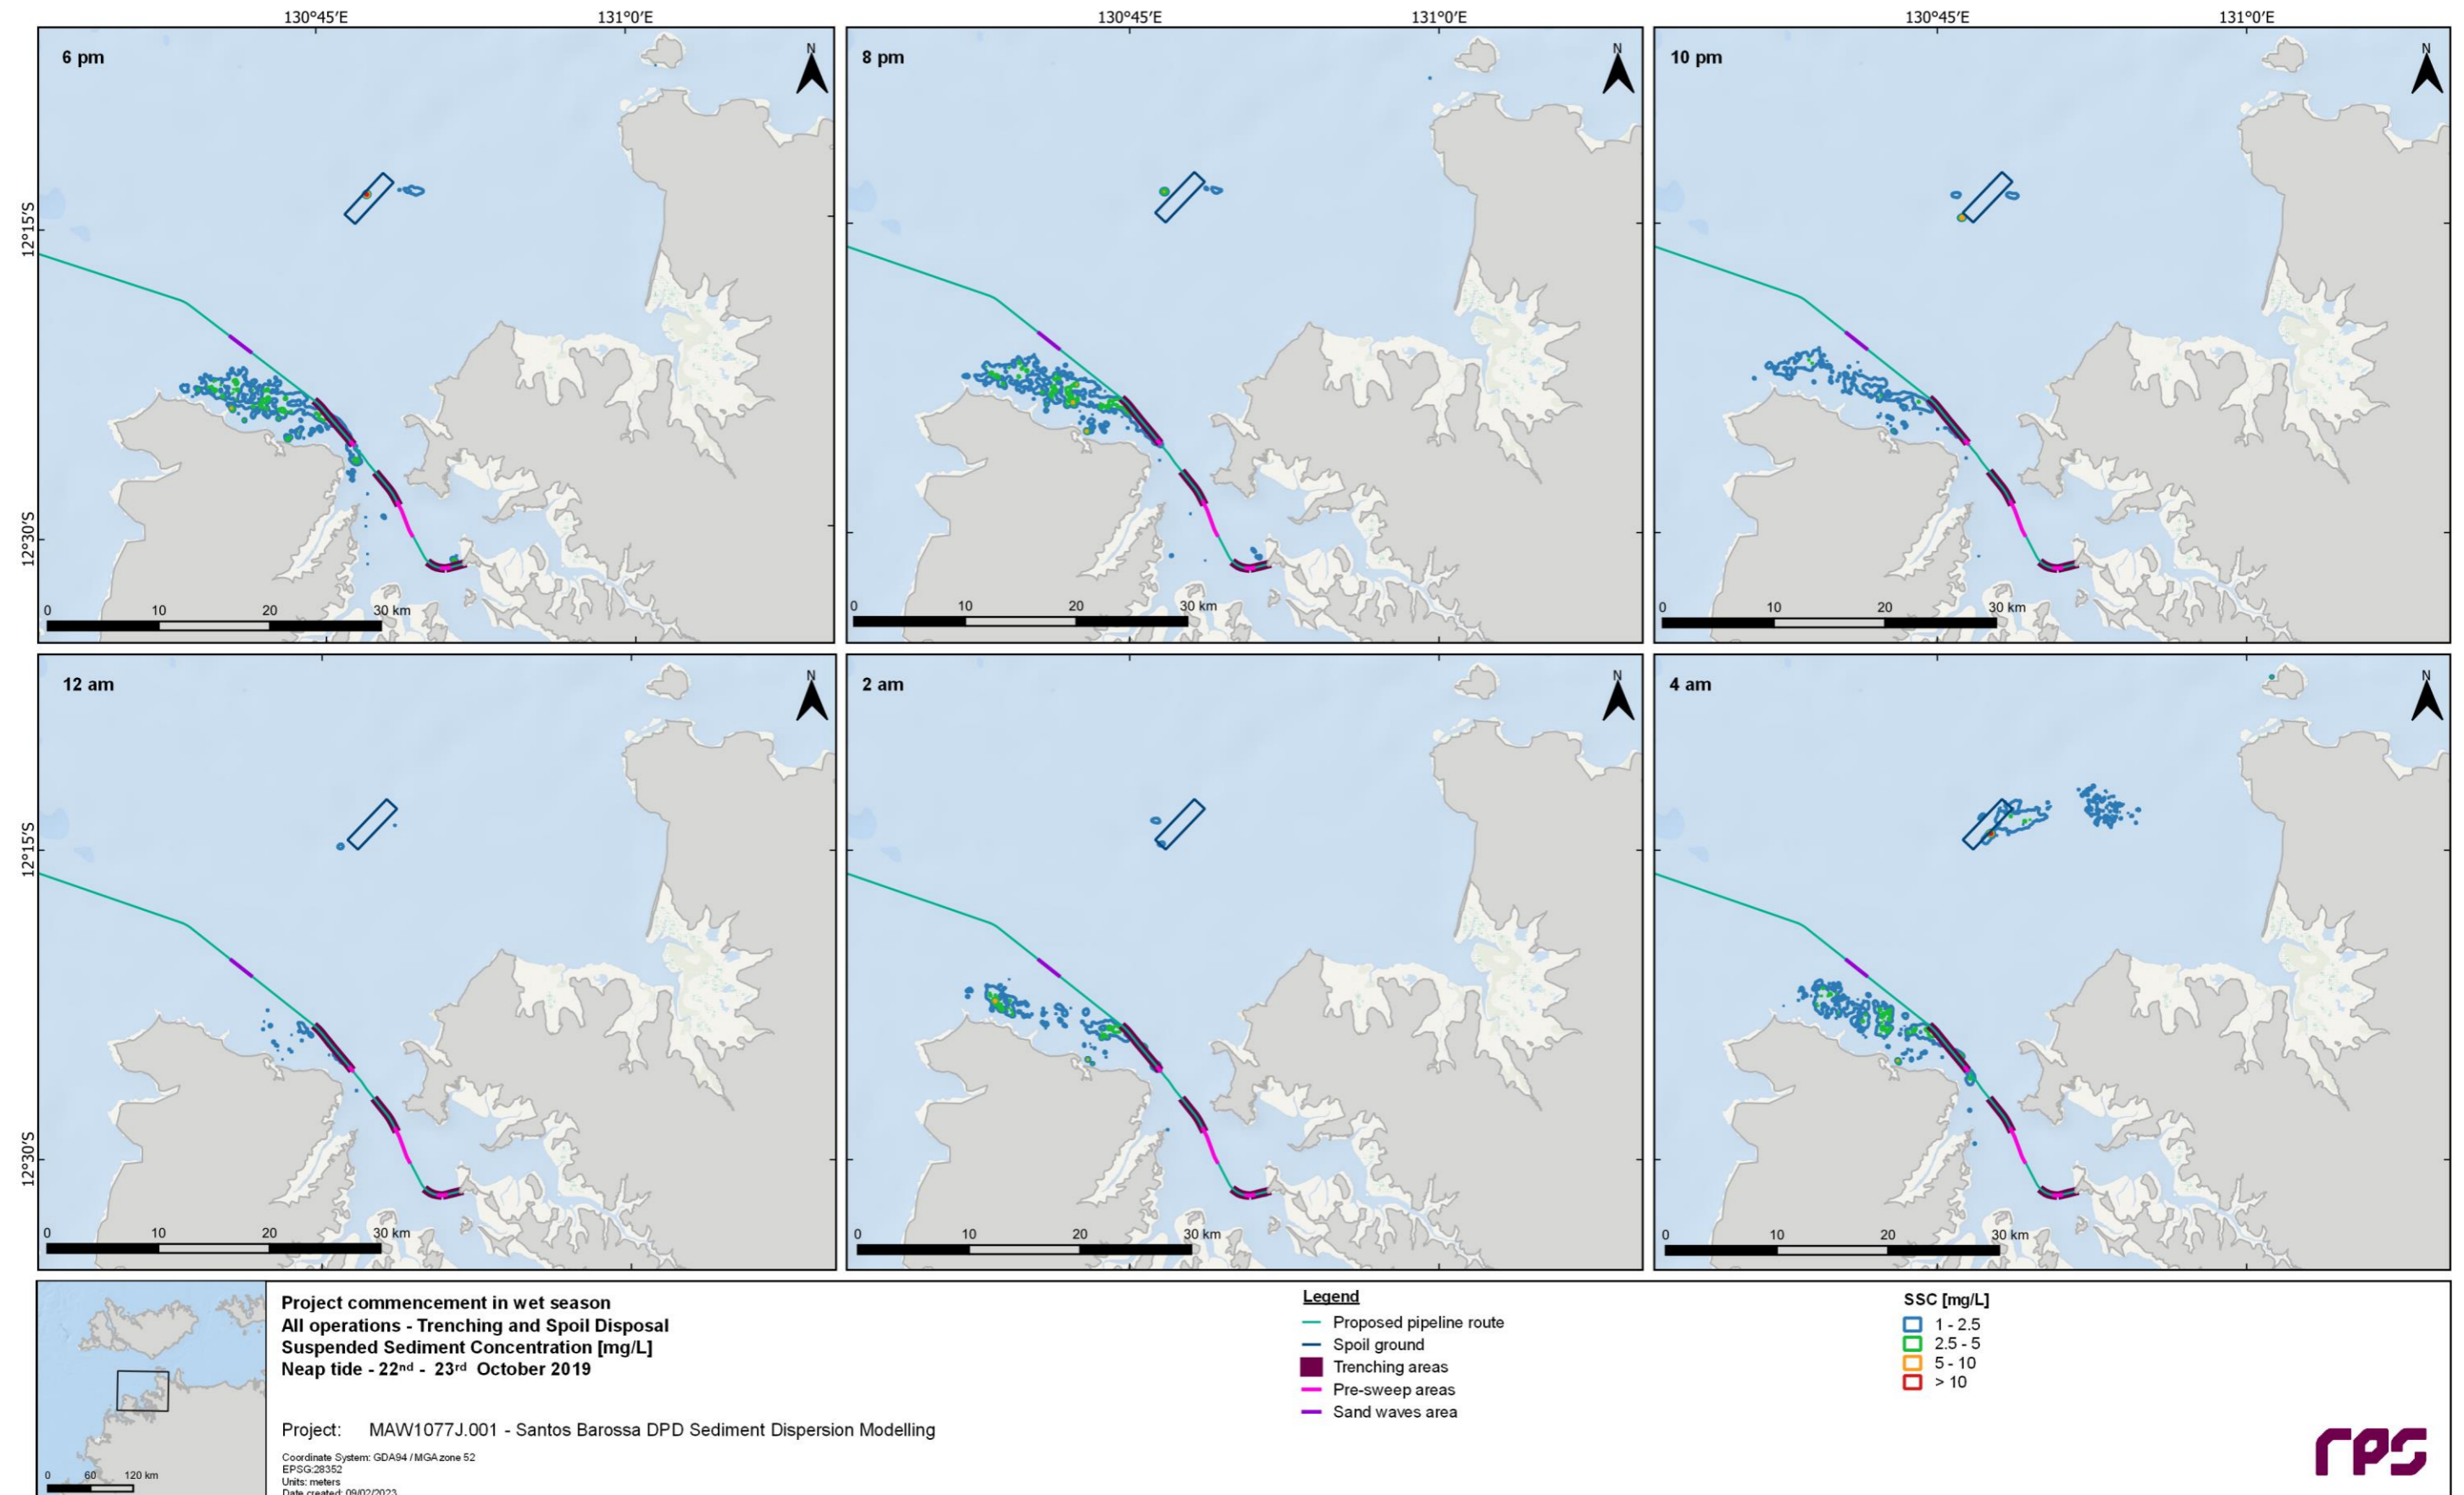 130°45'E 131°0'E 130°45'E 131°0'E 130°45'E 131°0'E
6 pm
N
8 pm
N
10 pm
N
12°15'S
12°30'S
0 10 20 30 km
0 10 20 30 km
0 10 20 30 km
12 am
N
2 am
N
4 am
N
12°15'S
12°30'S
0 10 20 30 km
0 10 20 30 km
0 10 20 30 km
0 60 120 km
Project commencement in wet season
All operations - Trenching and Spoil Disposal
Suspended Sediment Concentration [mg/L]
Neap tide - 22nd - 23rd October 2019
Project: MAW1077J.001 - Santos Barossa DPD Sediment Dispersion Modelling
Coordinate System: GDA94 / MGA zone 52
EPSG:28352
Units: meters
Date created: 09/02/2023
Legend
Proposed pipeline route
Spoil ground
Trenching areas
Pre-sweep areas
Sand waves area
SSC [mg/L]
1 - 2.5
2.5 - 5
5 - 10
> 10
rps